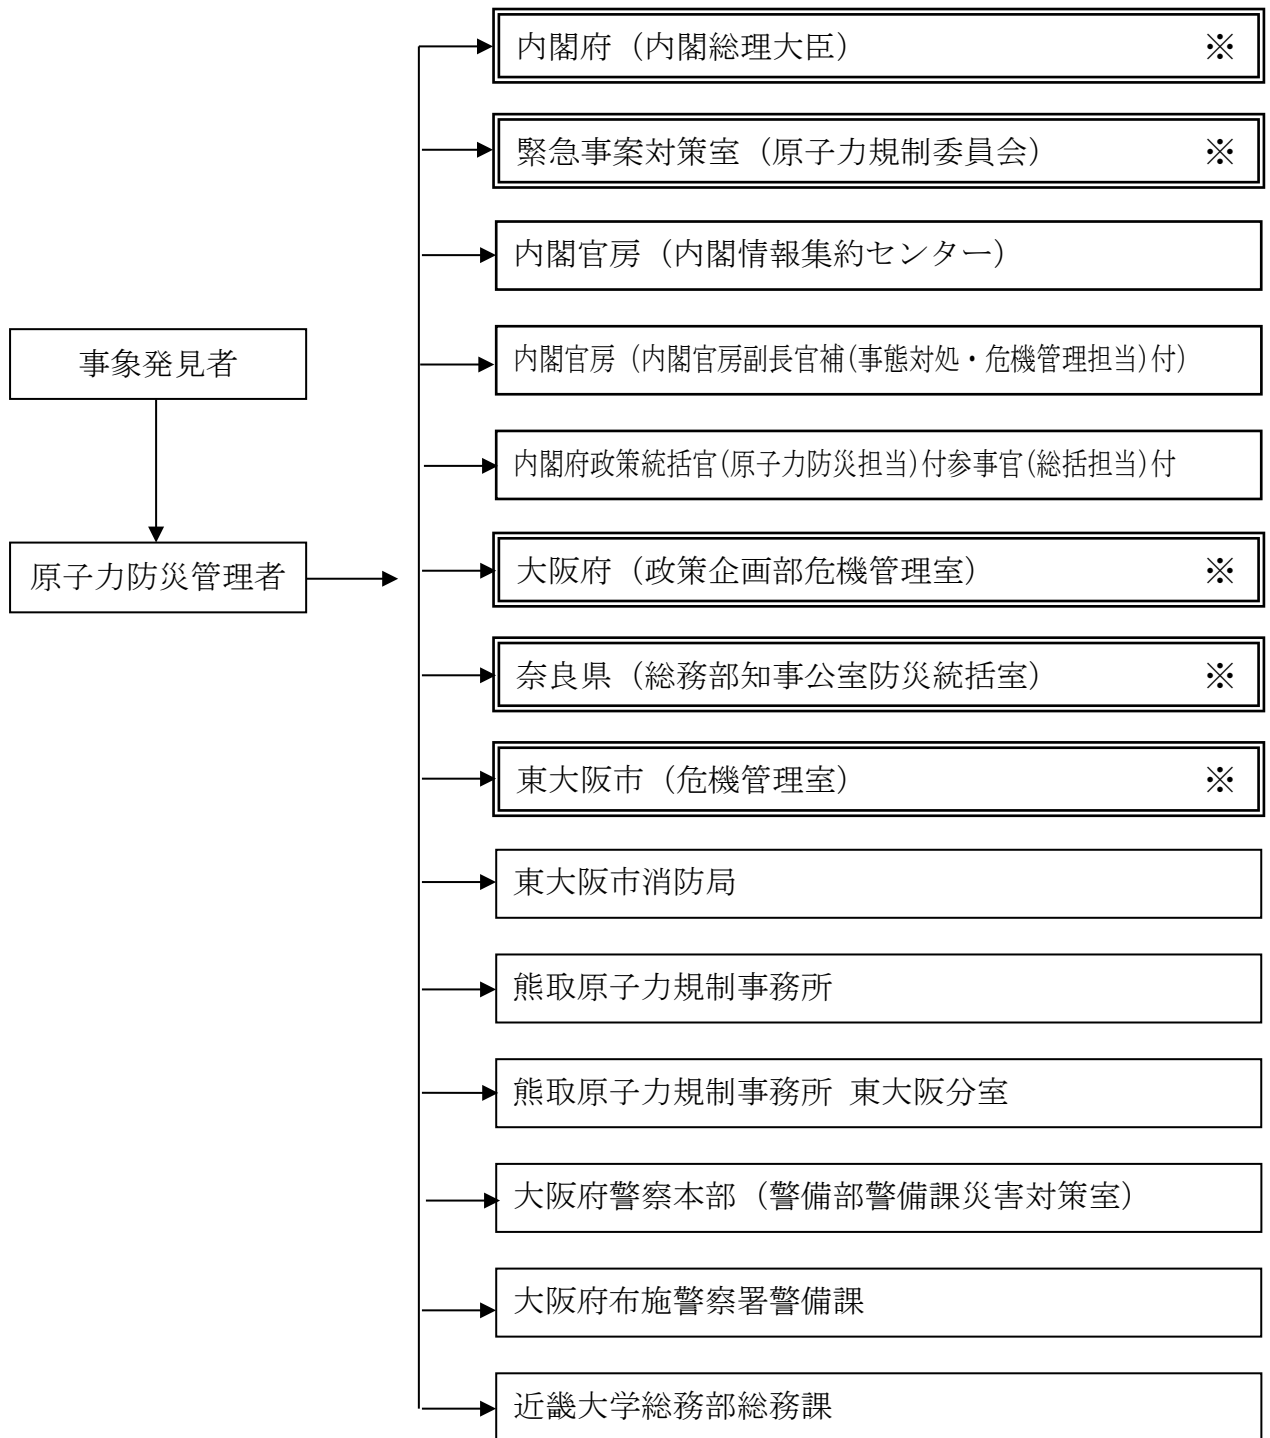 事象発見者
原子力防災管理者
内閣府（内閣総理大臣） ※
緊急事案対策室（原子力規制委員会） ※
内閣官房（内閣情報集約センター）
内閣官房（内閣官房副長官補(事態対処・危機管理担当)付）
内閣府政策統括官(原子力防災担当)付参事官(総括担当)付
大阪府（政策企画部危機管理室） ※
奈良県（総務部知事公室防災統括室） ※
東大阪市（危機管理室） ※
東大阪市消防局
熊取原子力規制事務所
熊取原子力規制事務所 東大阪分室
大阪府警察本部（警備部警備課災害対策室）
大阪府布施警察署警備課
近畿大学総務部総務課